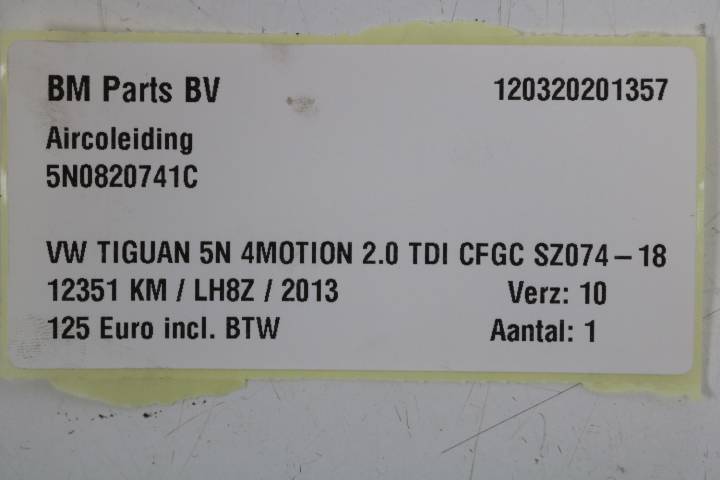 BM Parts BV 120320201357
Aircoleiding
5N0820741C
VW TIGUAN 5N 4MOTION 2.0 TDI CFGC SZ074-18
12351 KM / LH8Z / 2013 Verz: 10
125 Euro incl. BTW Aantal: 1